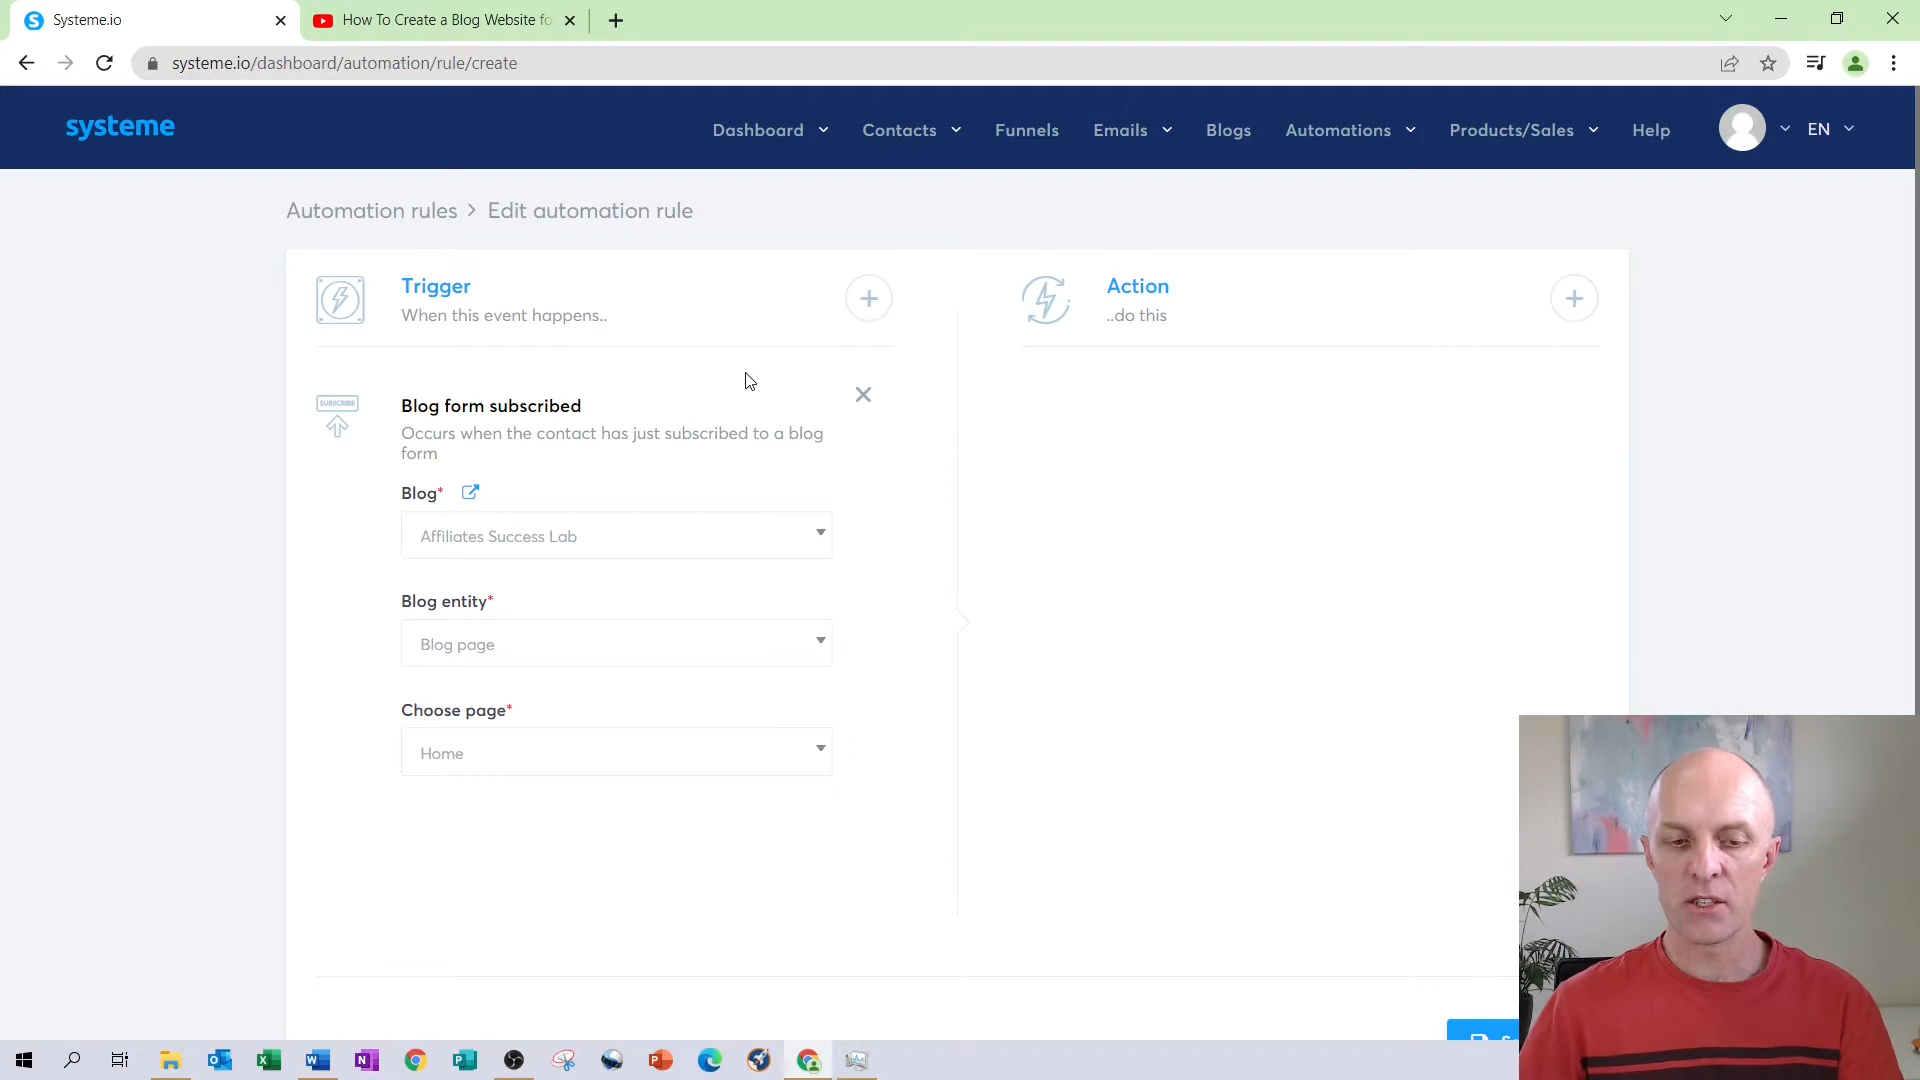 Systeme.io
How To Create a Blog Website fo
systeme.io/dashboard/automation/rule/create
systeme
Dashboard
Contacts
Funnels
Emails
Blogs
Automations
Products/Sales
Help
EN
Automation rules > Edit automation rule
Trigger
When this event happens..
Action
..do this
SUBSCRIBE
Blog form subscribed
Occurs when the contact has just subscribed to a blog
form
Blog*
Affiliates Success Lab
Blog entity*
Blog page
Choose page*
Home